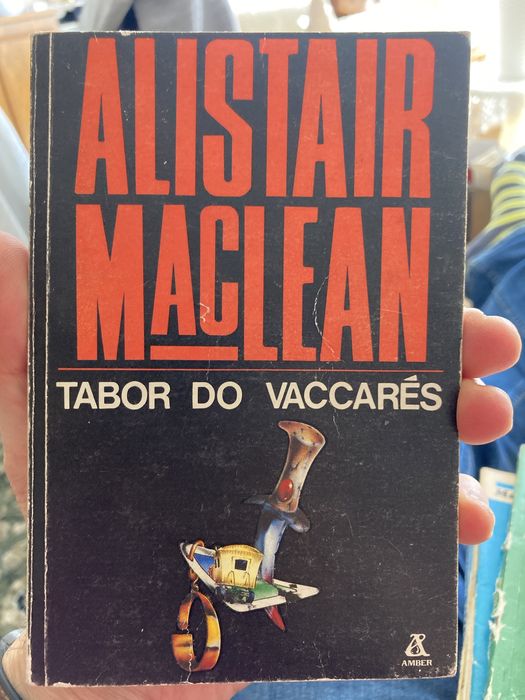 ALISTAIR
MACLEAN
TABOR DO VACCARÉS
AMBER